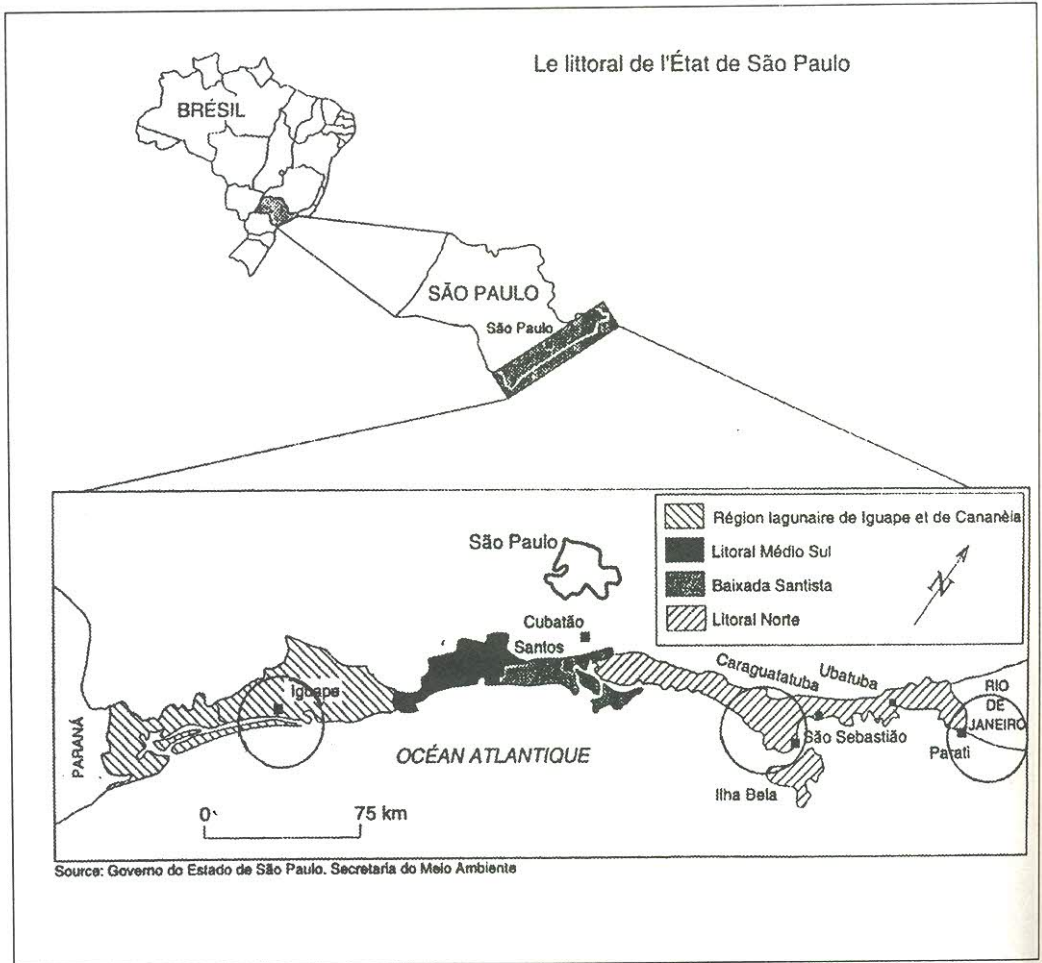 Le littoral de l'État de São Paulo
BRÉSIL
SÃO PAULO
São Paulo
Région lagunaire de Iguape et de Cananèia
Litoral Médio Sul
Baixada Santista
Litoral Norte
N
São Paulo
Cubatão
Santos
Caraguatatuba
Ubatuba
Iguape
PARANÁ
RIO
DE
JANEIRO
São Sebastião
Parati
OCÉAN ATLANTIQUE
Ilha Bela
0
75 km
Source: Governo do Estado de São Paulo. Secretaria do Meio Ambiente